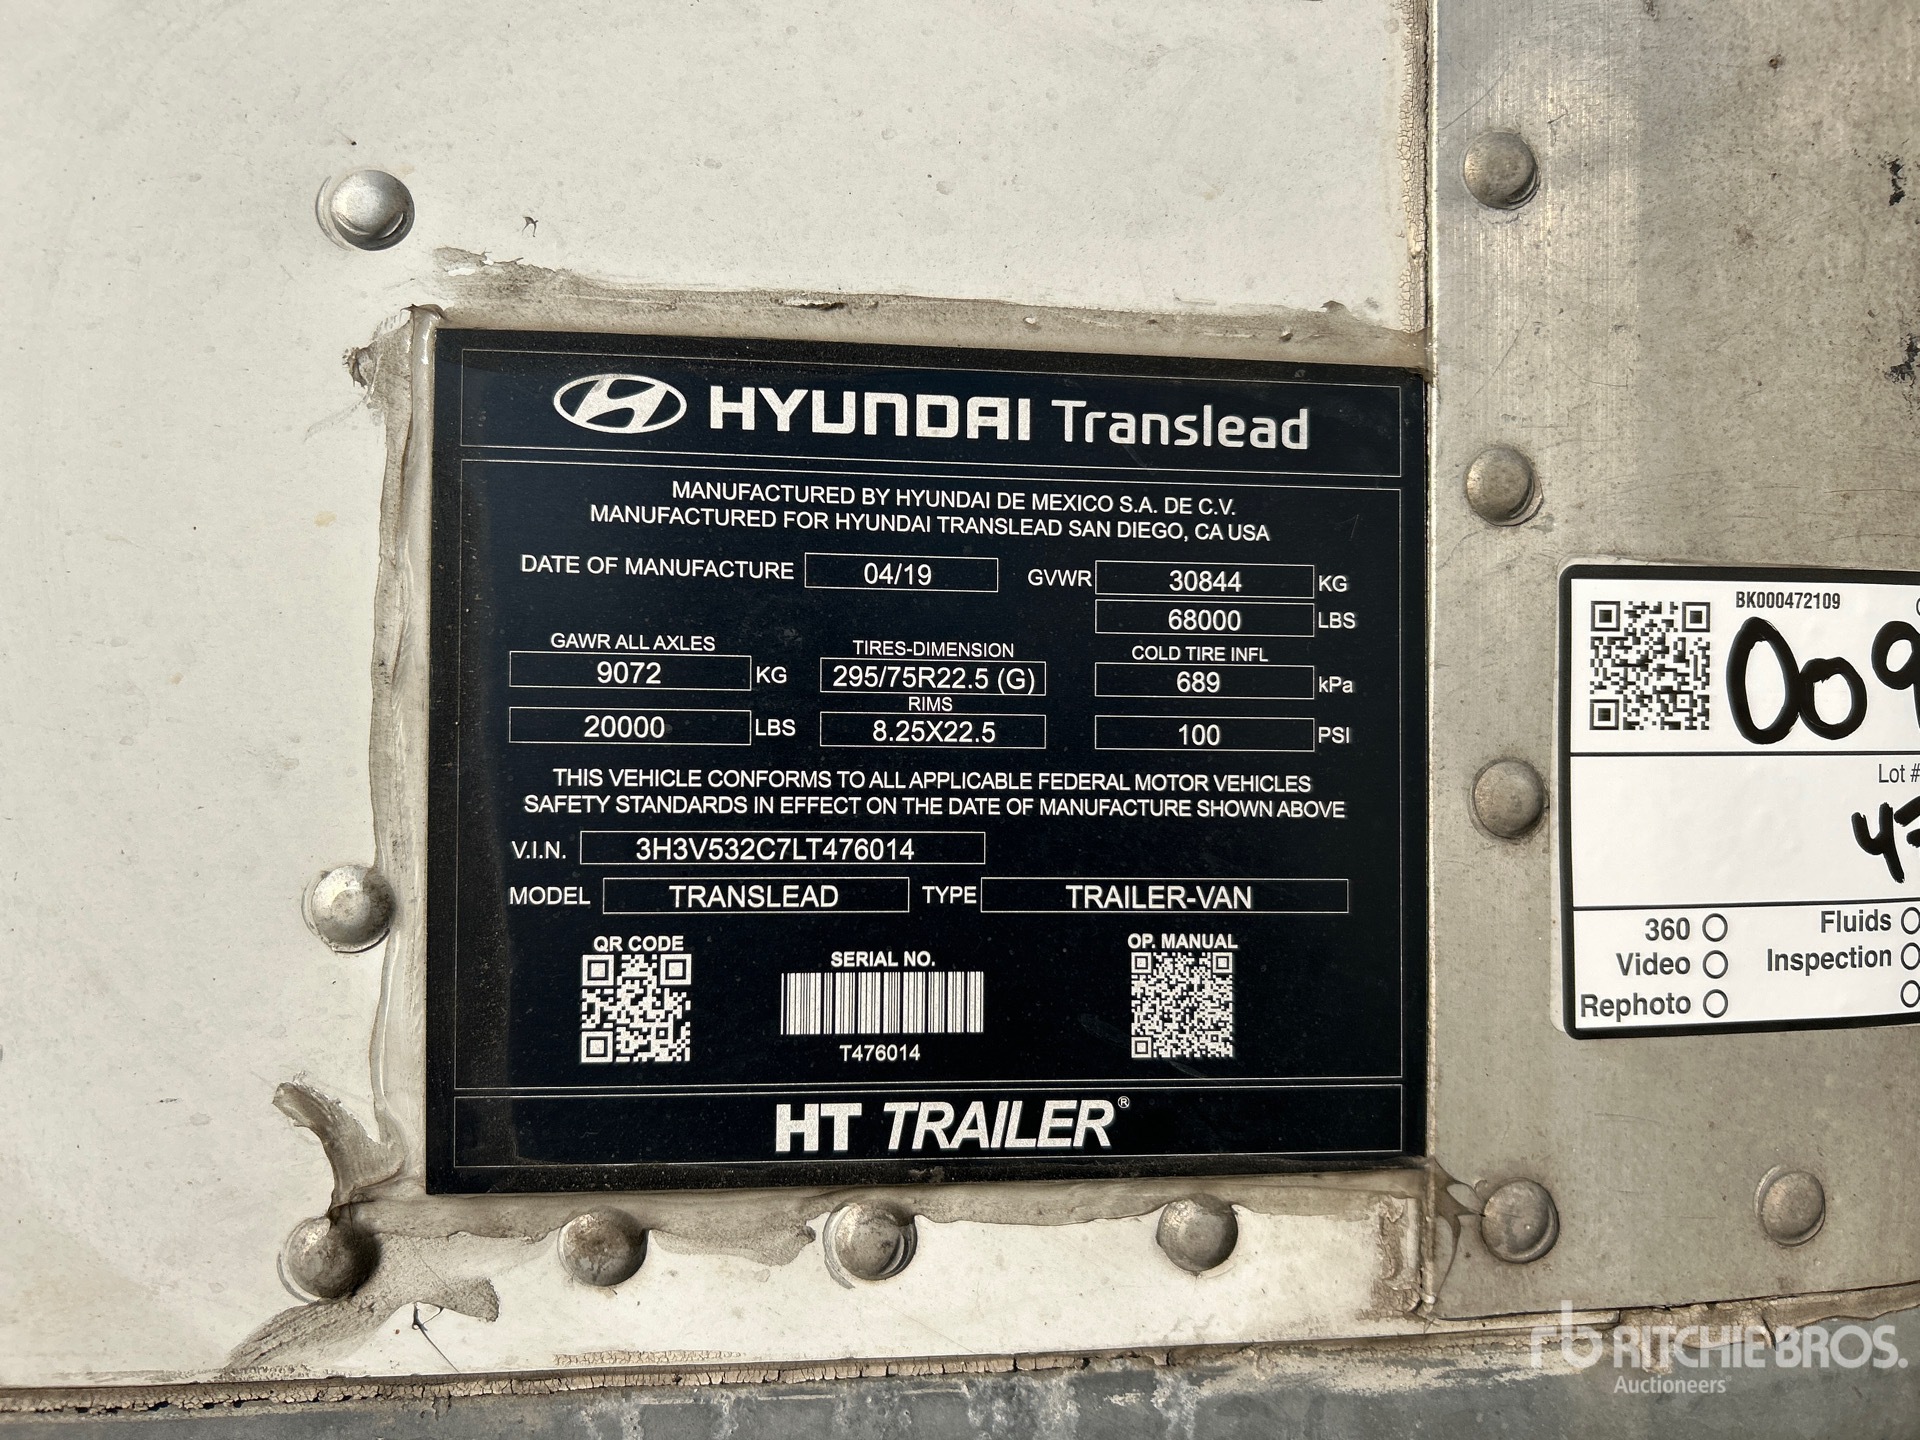 HYUNDAI Translead
MANUFACTURED BY HYUNDAI DE MEXICO S.A. DE C.V.
MANUFACTURED FOR HYUNDAI TRANSLEAD SAN DIEGO, CA USA
DATE OF MANUFACTURE 04/19 GVWR 30844 KG
68000 LBS
GAWR ALL AXLES TIRES-DIMENSION COLD TIRE INFL
9072 KG 295/75R22.5 (G) 689 kPa
RIMS
20000 LBS 8.25X22.5 100 PSI
THIS VEHICLE CONFORMS TO ALL APPLICABLE FEDERAL MOTOR VEHICLES
SAFETY STANDARDS IN EFFECT ON THE DATE OF MANUFACTURE SHOWN ABOVE
V.I.N. 3H3V532C7LT476014
MODEL TRANSLEAD TYPE TRAILER-VAN
QR CODE SERIAL NO. OP. MANUAL
T476014
HT TRAILER®
BK000472109
009
Lot #
47
360 Fluids
Video Inspection
Rephoto
rb RITCHIE BROS.
Auctioneers